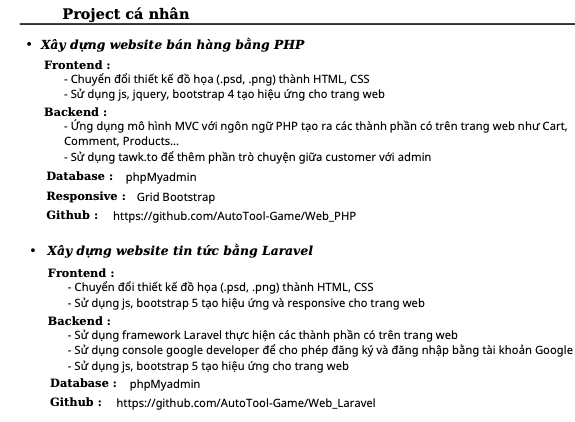 Project cá nhân
• Xây dựng website bán hàng bằng PHP
Frontend :
- Chuyển đổi thiết kế đồ họa (.psd, .png) thành HTML, CSS
- Sử dụng js, jquery, bootstrap 4 tạo hiệu ứng cho trang web
Backend :
- Ứng dụng mô hình MVC với ngôn ngữ PHP tạo ra các thành phần có trên trang web như Cart,
Comment, Products...
- Sử dụng tawk.to để thêm phần trò chuyện giữa customer với admin
Database : phpMyadmin
Responsive : Grid Bootstrap
Github : https://github.com/AutoTool-Game/Web_PHP
• Xây dựng website tin tức bằng Laravel
Frontend :
- Chuyển đổi thiết kế đồ họa (.psd, .png) thành HTML, CSS
- Sử dụng js, bootstrap 5 tạo hiệu ứng và responsive cho trang web
Backend :
- Sử dụng framework Laravel thực hiện các thành phần có trên trang web
- Sử dụng console google developer để cho phép đăng ký và đăng nhập bằng tài khoản Google
- Sử dụng js, bootstrap 5 tạo hiệu ứng cho trang web
Database : phpMyadmin
Github : https://github.com/AutoTool-Game/Web_Laravel